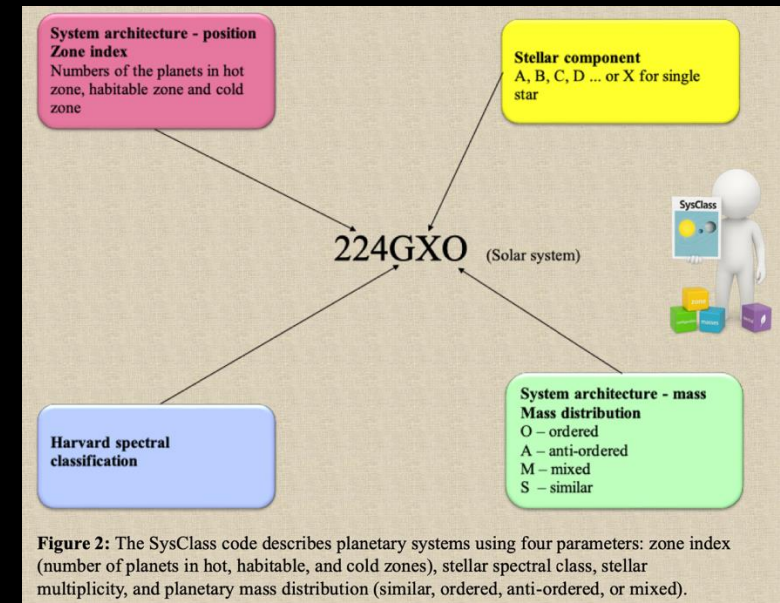 System architecture - position
Zone index
Numbers of the planets in hot
zone, habitable zone and cold
zone
Stellar component
A, B, C, D ... or X for single
star
SysClass
224GXO (Solar system)
zone
Harvard spectral
classification
System architecture - mass
Mass distribution
O – ordered
A – anti-ordered
M – mixed
S – similar
Figure 2: The SysClass code describes planetary systems using four parameters: zone index
(number of planets in hot, habitable, and cold zones), stellar spectral class, stellar
multiplicity, and planetary mass distribution (similar, ordered, anti-ordered, or mixed).